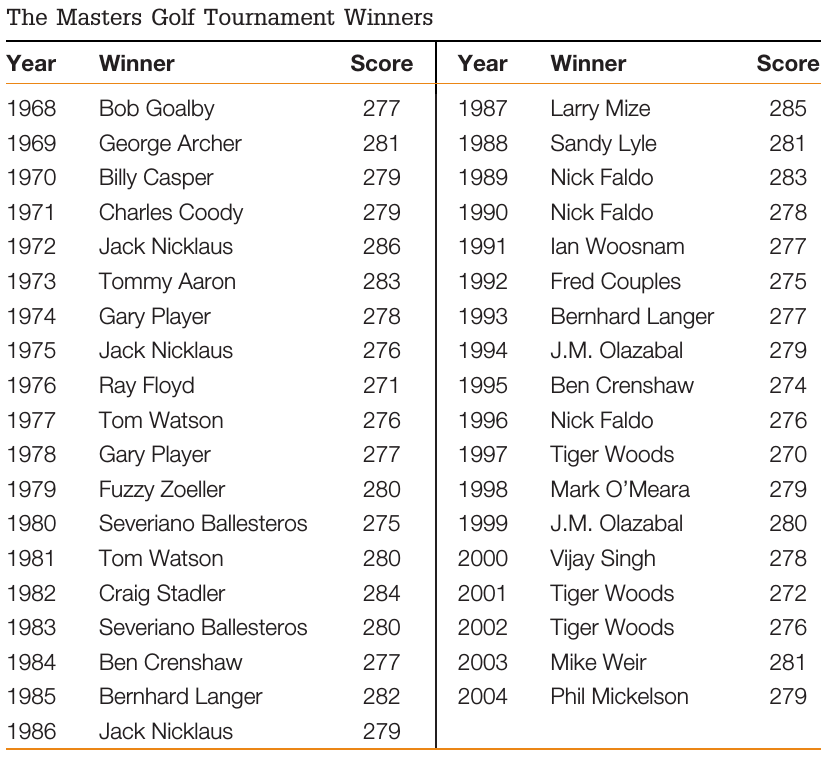 The Masters Golf Tournament Winners
Year Winner Score Year Winner Score
1968 Bob Goalby 277 1987 Larry Mize 285
1969 George Archer 281 1988 Sandy Lyle 281
1970 Billy Casper 279 1989 Nick Faldo 283
1971 Charles Coody 279 1990 Nick Faldo 278
1972 Jack Nicklaus 286 1991 Ian Woosnam 277
1973 Tommy Aaron 283 1992 Fred Couples 275
1974 Gary Player 278 1993 Bernhard Langer 277
1975 Jack Nicklaus 276 1994 J.M. Olazabal 279
1976 Ray Floyd 271 1995 Ben Crenshaw 274
1977 Tom Watson 276 1996 Nick Faldo 276
1978 Gary Player 277 1997 Tiger Woods 270
1979 Fuzzy Zoeller 280 1998 Mark O’Meara 279
1980 Severiano Ballesteros 275 1999 J.M. Olazabal 280
1981 Tom Watson 280 2000 Vijay Singh 278
1982 Craig Stadler 284 2001 Tiger Woods 272
1983 Severiano Ballesteros 280 2002 Tiger Woods 276
1984 Ben Crenshaw 277 2003 Mike Weir 281
1985 Bernhard Langer 282 2004 Phil Mickelson 279
1986 Jack Nicklaus 279